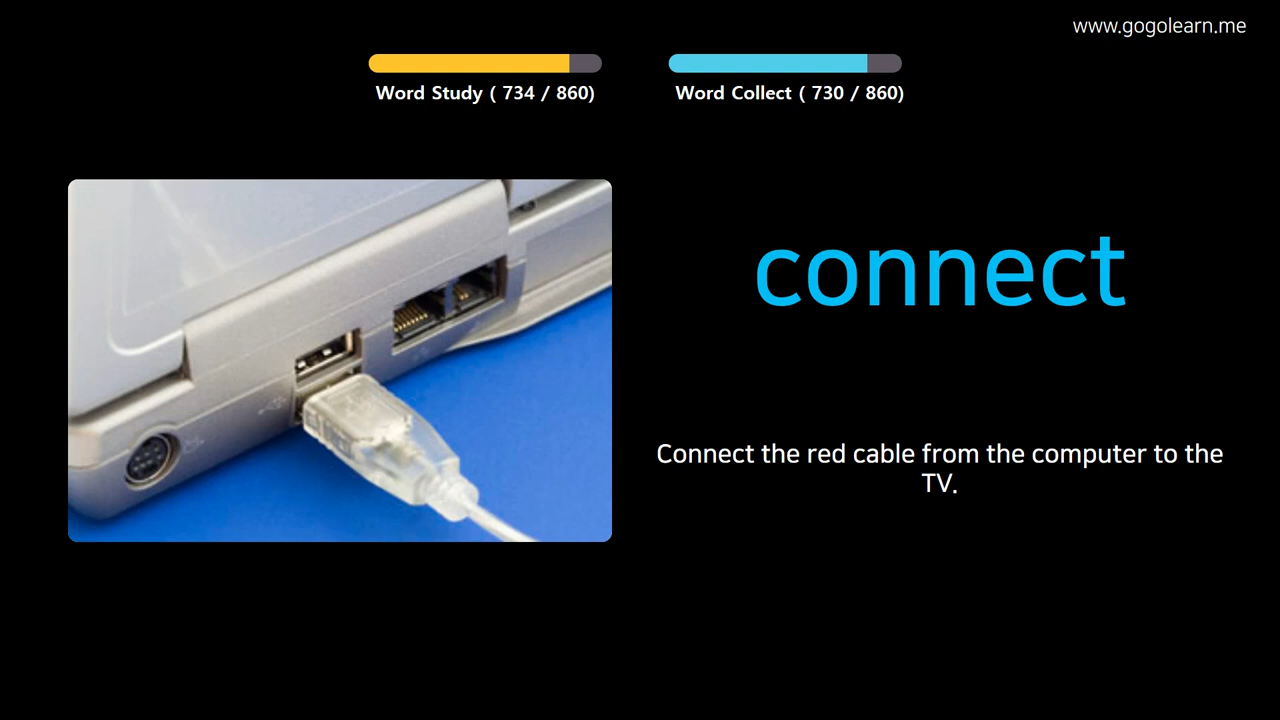 www.gogolearn.me
Word Study ( 734 / 860)
Word Collect ( 730 / 860)
connect
Connect the red cable from the computer to the
TV.